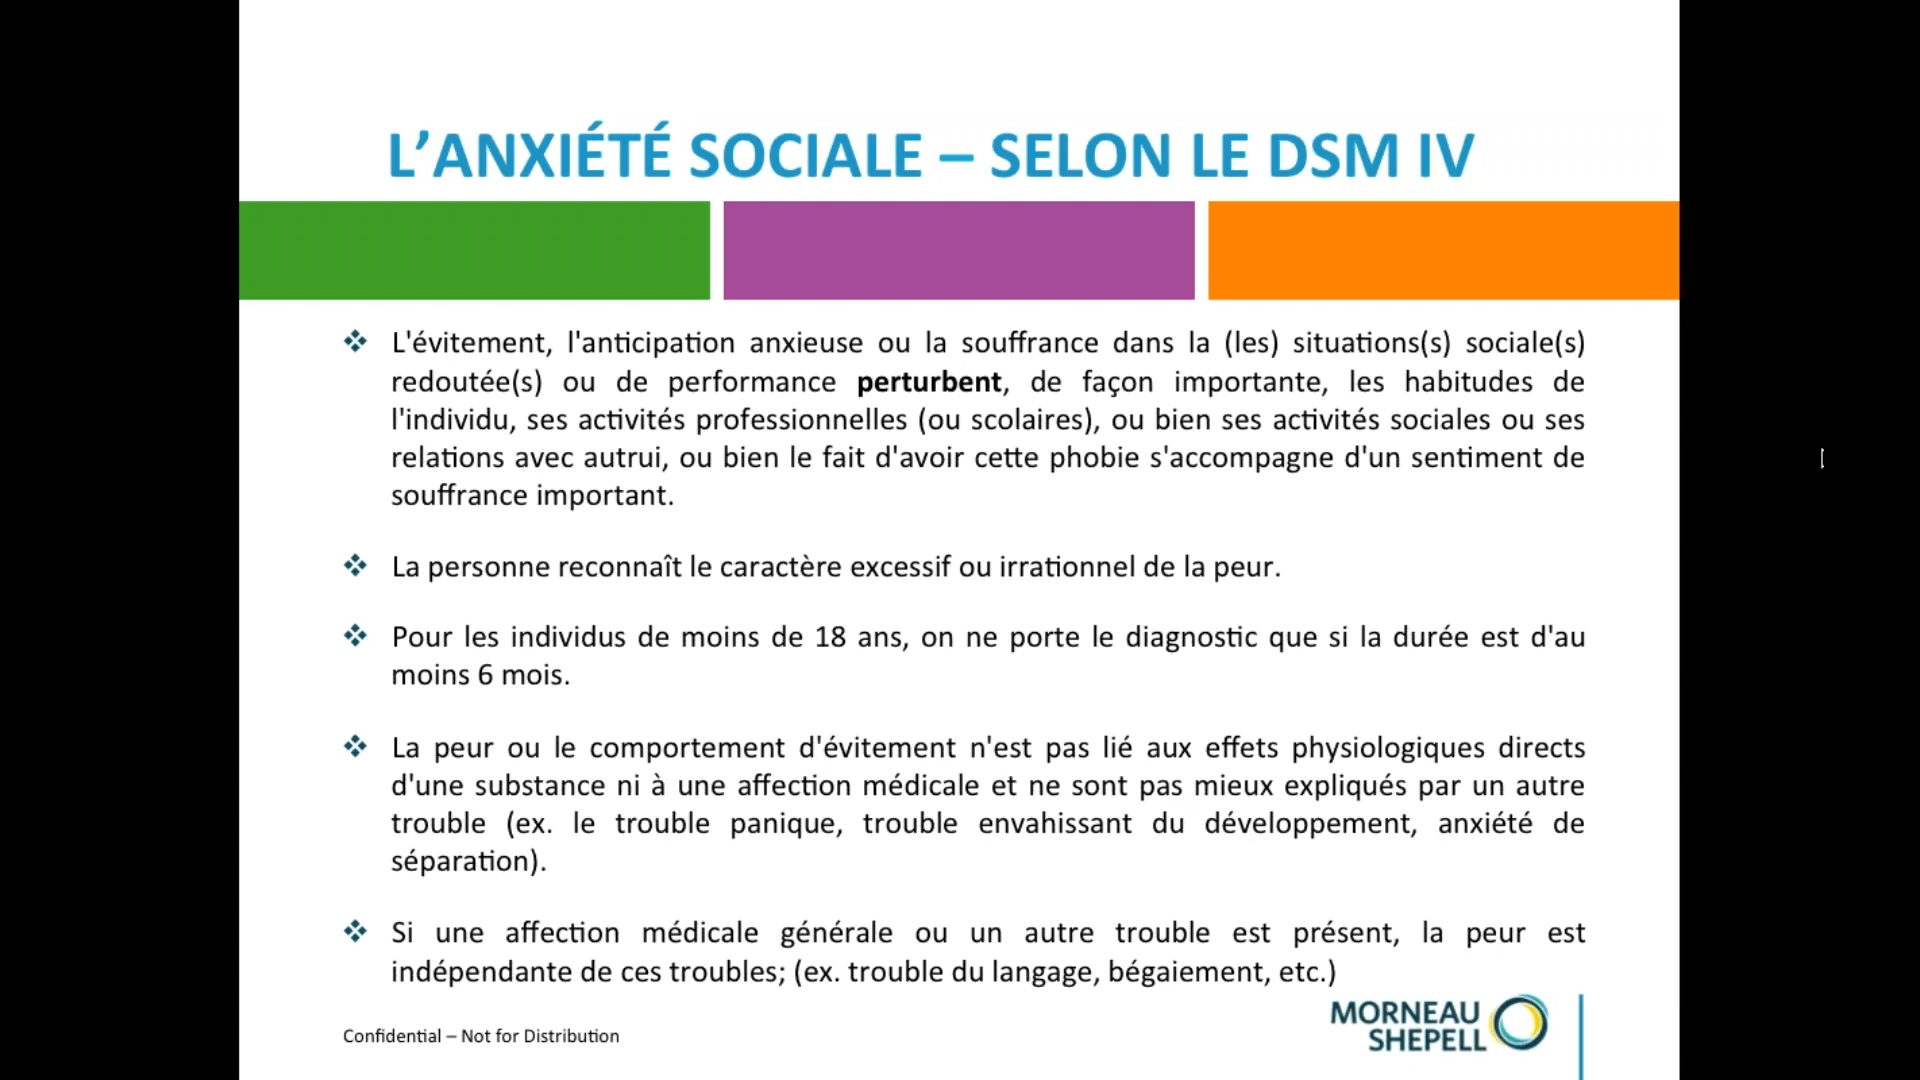 L’ANXIÉTÉ SOCIALE – SELON LE DSM IV
L'évitement, l'anticipation anxieuse ou la souffrance dans la (les) situations(s) sociale(s)
redoutée(s) ou de performance perturbent, de façon importante, les habitudes de
l'individu, ses activités professionnelles (ou scolaires), ou bien ses activités sociales ou ses
relations avec autrui, ou bien le fait d'avoir cette phobie s'accompagne d'un sentiment de
souffrance important.
La personne reconnaît le caractère excessif ou irrationnel de la peur.
Pour les individus de moins de 18 ans, on ne porte le diagnostic que si la durée est d'au
moins 6 mois.
La peur ou le comportement d'évitement n'est pas lié aux effets physiologiques directs
d'une substance ni à une affection médicale et ne sont pas mieux expliqués par un autre
trouble (ex. le trouble panique, trouble envahissant du développement, anxiété de
séparation).
Si une affection médicale générale ou un autre trouble est présent, la peur est
indépendante de ces troubles; (ex. trouble du langage, bégaiement, etc.)
Confidential – Not for Distribution
MORNEAU
SHEPELL